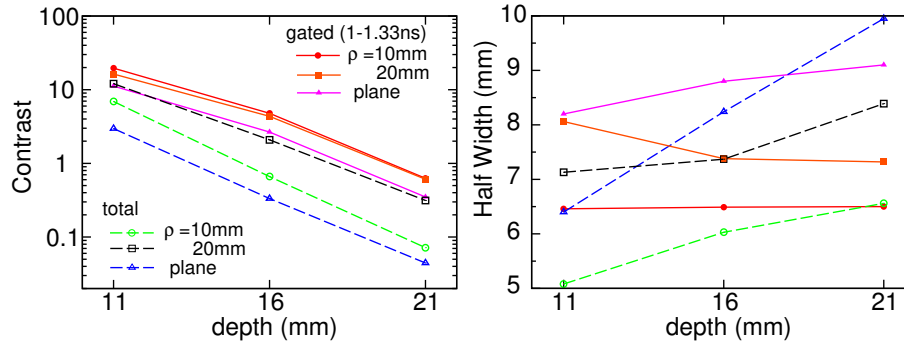 100
10
1
0.1
Contrast
gated (1-1.33ns)
ρ =10mm
20mm
plane
total
ρ =10mm
20mm
plane
11
16
21
depth (mm)
10
9
8
7
6
5
Half Width (mm)
11
16
21
depth (mm)